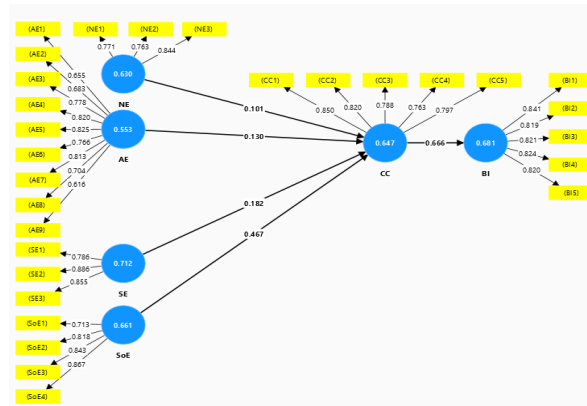 (AE1)
(NE1)
(NE2)
(NE3)
(AE2)
(AE3)
(AE4)
(AE5)
(AE6)
(AE7)
(AE8)
(AE9)
0.771
0.763
0.844
0.630
NE
0.655
0.683
0.778
0.820
0.825
0.766
0.813
0.704
0.616
0.553
AE
(SE1)
(SE2)
(SE3)
0.786
0.886
0.855
0.712
SE
(SoE1)
(SoE2)
(SoE3)
(SoE4)
0.713
0.818
0.843
0.867
0.661
SoE
0.101
0.130
0.182
0.467
(CC1)
(CC2)
(CC3)
(CC4)
(CC5)
0.850
0.820
0.788
0.763
0.797
0.647
CC
0.666
0.681
BI
0.841
0.819
0.821
0.824
0.820
(BI1)
(BI2)
(BI3)
(BI4)
(BI5)